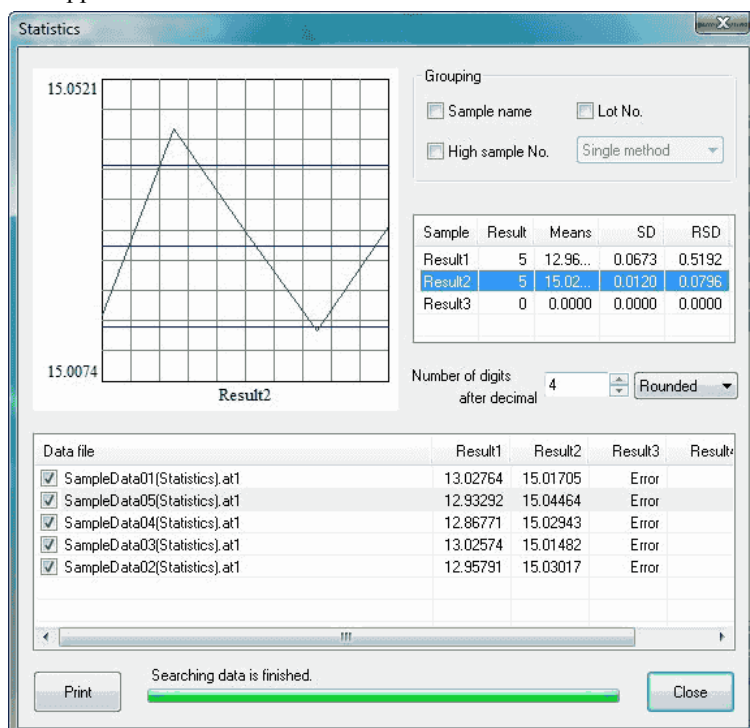 Statistics
15.0521
15.0074
Result2
Grouping
Sample name
Lot No.
High sample No.
Single method
Sample Result Means SD RSD
Result1 5 12.96... 0.0673 0.5192
Result2 5 15.02... 0.0120 0.0796
Result3 0 0.0000 0.0000 0.0000
Number of digits
after decimal
4
Rounded
Data file Result1 Result2 Result3 Result
SampleData01(Statistics).at1 13.02764 15.01705 Error
SampleData05(Statistics).at1 12.93292 15.04464 Error
SampleData04(Statistics).at1 12.86771 15.02943 Error
SampleData03(Statistics).at1 13.02574 15.01482 Error
SampleData02(Statistics).at1 12.95791 15.03017 Error
Print
Searching data is finished.
Close